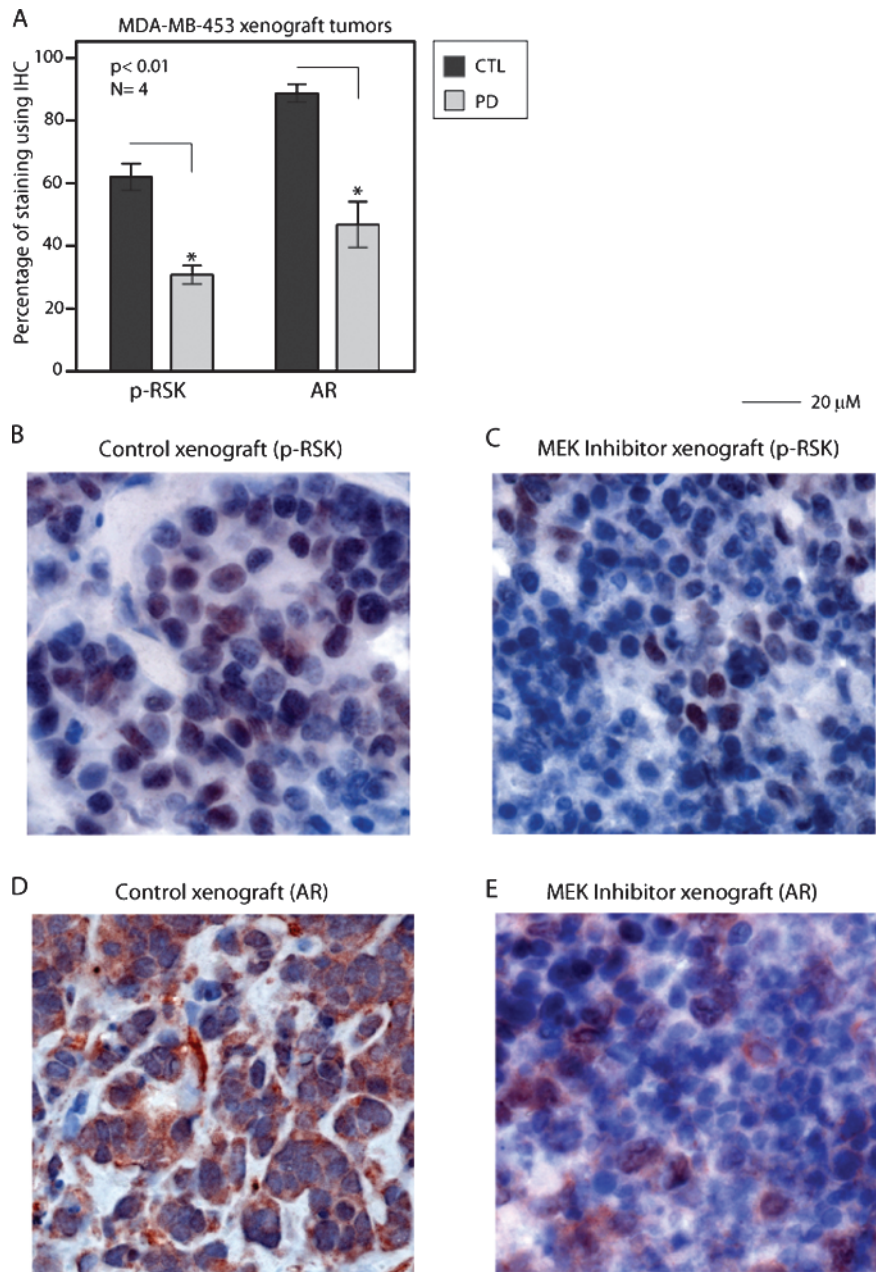 A
MDA-MB-453 xenograft tumors
Percentage of staining using IHC
100
80
60
40
20
0
p< 0.01
N= 4
*
*
p-RSK
AR
CTL
PD
20 μM
B
Control xenograft (p-RSK)
C
MEK Inhibitor xenograft (p-RSK)
D
Control xenograft (AR)
E
MEK Inhibitor xenograft (AR)